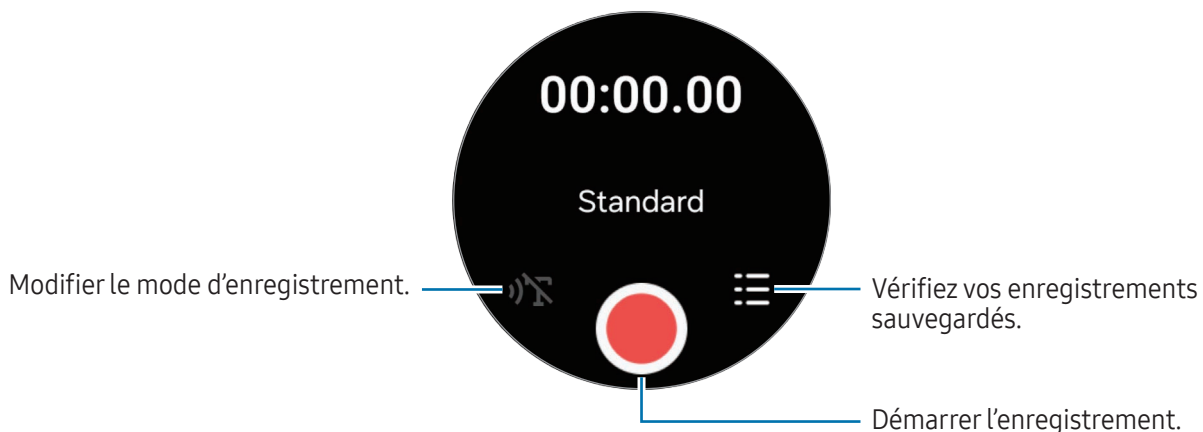 00:00.00
Standard
Modifier le mode d'enregistrement.
Vérifiez vos enregistrements
sauvegardés.
Démarrer l'enregistrement.